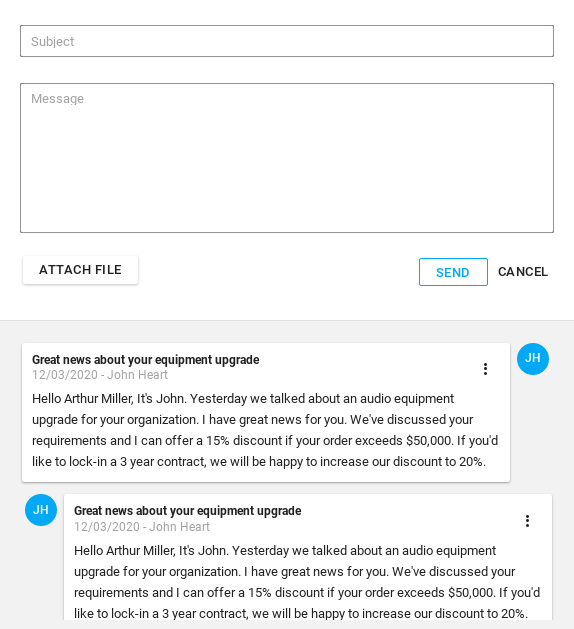 Subject
Message
ATTACH FILE
SEND
CANCEL
Great news about your equipment upgrade
JH
12/03/2020 - John Heart
Hello Arthur Miller, It's John. Yesterday we talked about an audio equipment
upgrade for your organization. I have great news for you. We've discussed your
requirements and I can offer a 15% discount if your order exceeds $50,000. If you'd
like to lock-in a 3 year contract, we will be happy to increase our discount to 20%.
JH
Great news about your equipment upgrade
12/03/2020 - John Heart
Hello Arthur Miller, It's John. Yesterday we talked about an audio equipment
upgrade for your organization. I have great news for you. We've discussed your
requirements and I can offer a 15% discount if your order exceeds $50,000. If you'd
like to lock-in a 3 year contract, we will be happy to increase our discount to 20%.